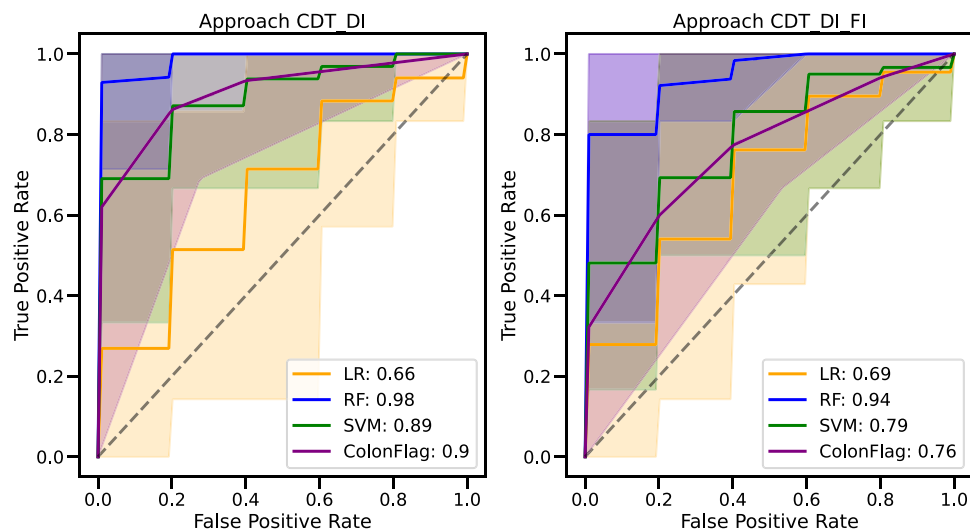 Approach CDT_DI
True Positive Rate
1.0
0.8
0.6
0.4
0.2
0.0
LR: 0.66
RF: 0.98
SVM: 0.89
ColonFlag: 0.9
0.0 0.2 0.4 0.6 0.8 1.0
False Positive Rate
Approach CDT_DI_FI
True Positive Rate
1.0
0.8
0.6
0.4
0.2
0.0
LR: 0.69
RF: 0.94
SVM: 0.79
ColonFlag: 0.76
0.0 0.2 0.4 0.6 0.8 1.0
False Positive Rate